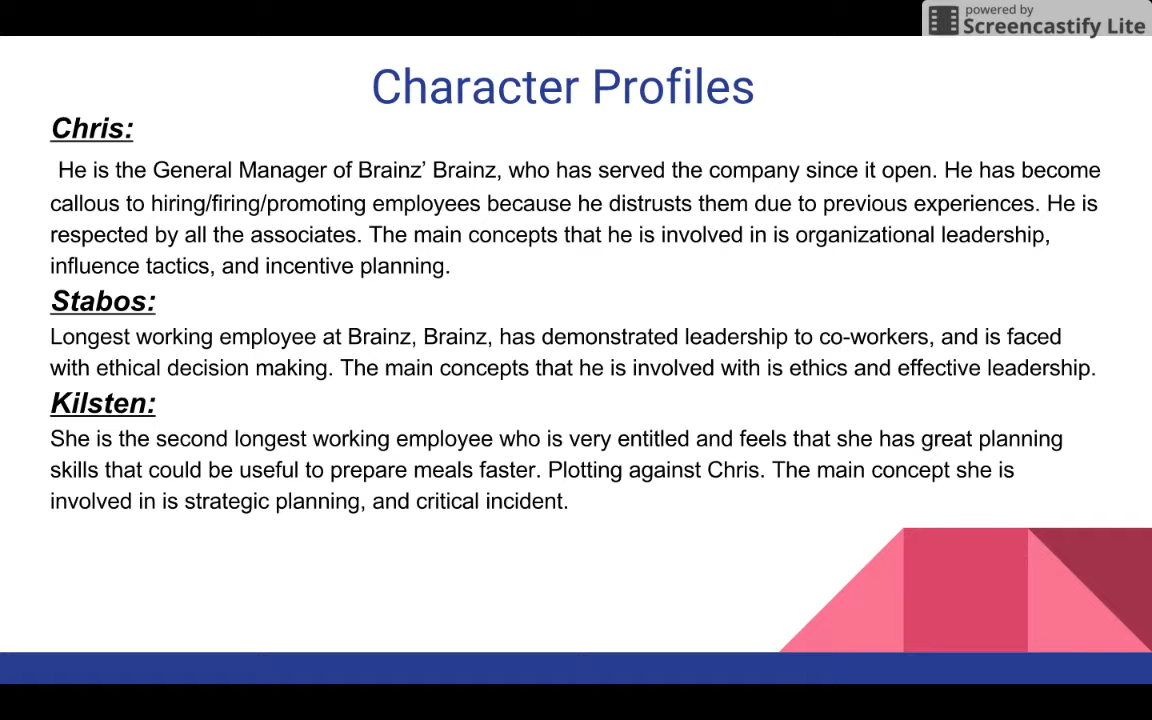 powered by
Screencastify Lite
Character Profiles
Chris:
He is the General Manager of Brainz’ Brainz, who has served the company since it open. He has become
callous to hiring/firing/promoting employees because he distrusts them due to previous experiences. He is
respected by all the associates. The main concepts that he is involved in is organizational leadership,
influence tactics, and incentive planning.
Stabos:
Longest working employee at Brainz, Brainz, has demonstrated leadership to co-workers, and is faced
with ethical decision making. The main concepts that he is involved with is ethics and effective leadership.
Kilsten:
She is the second longest working employee who is very entitled and feels that she has great planning
skills that could be useful to prepare meals faster. Plotting against Chris. The main concept she is
involved in is strategic planning, and critical incident.